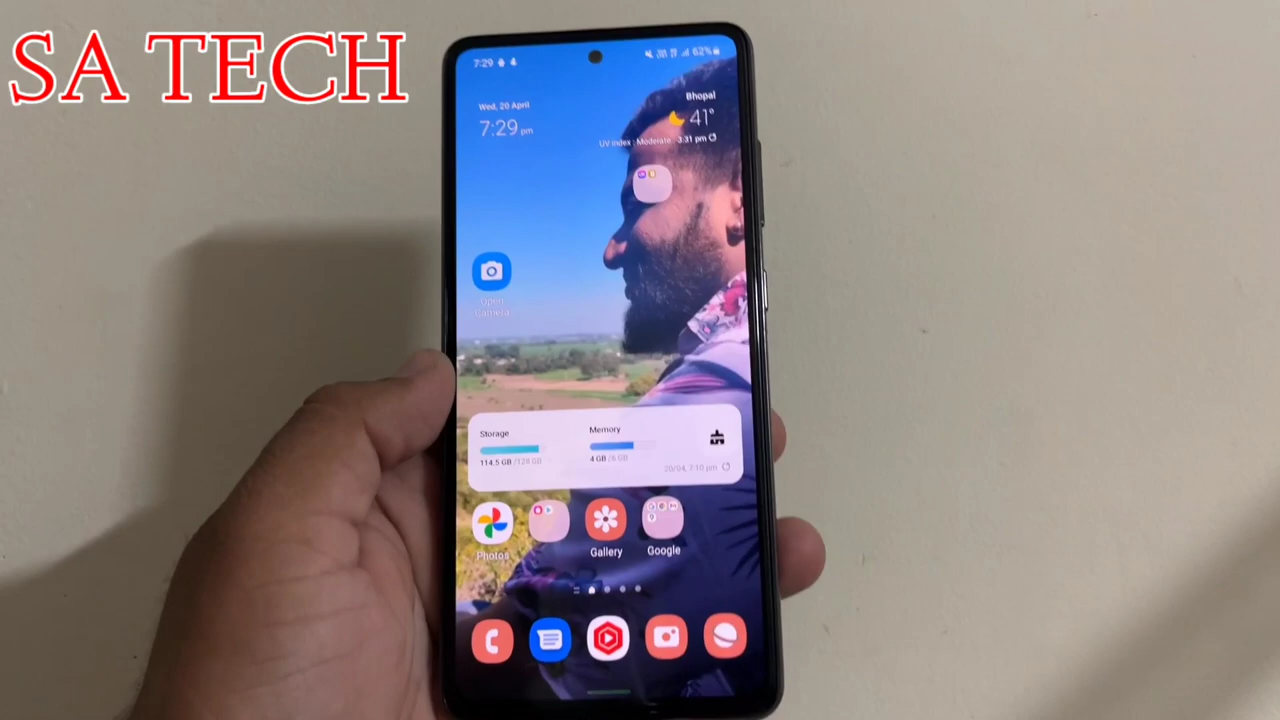 SA TECH
7:29
62%
Wed, 20 April
7:29 pm
Bhopal
41°
UV index : Moderate 3:31 pm
Open
Camera
Storage
114.5 GB /128 GB
Memory
4 GB /6 GB
20/04, 7:10 pm
Photos
Gallery
Google